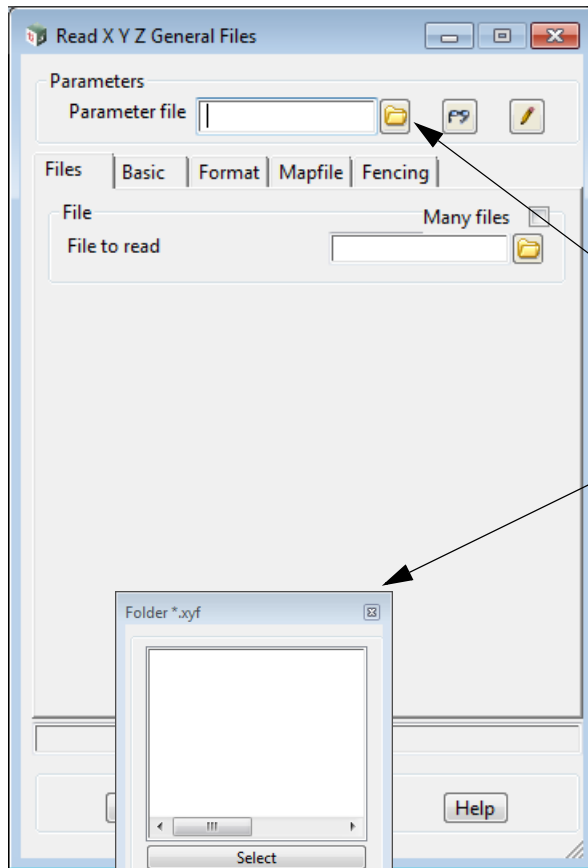 Read X Y Z General Files
Parameters
Parameter file
F9
Files Basic Format Mapfile Fencing
File Many files
File to read
Folder *.xyf
Select
Help